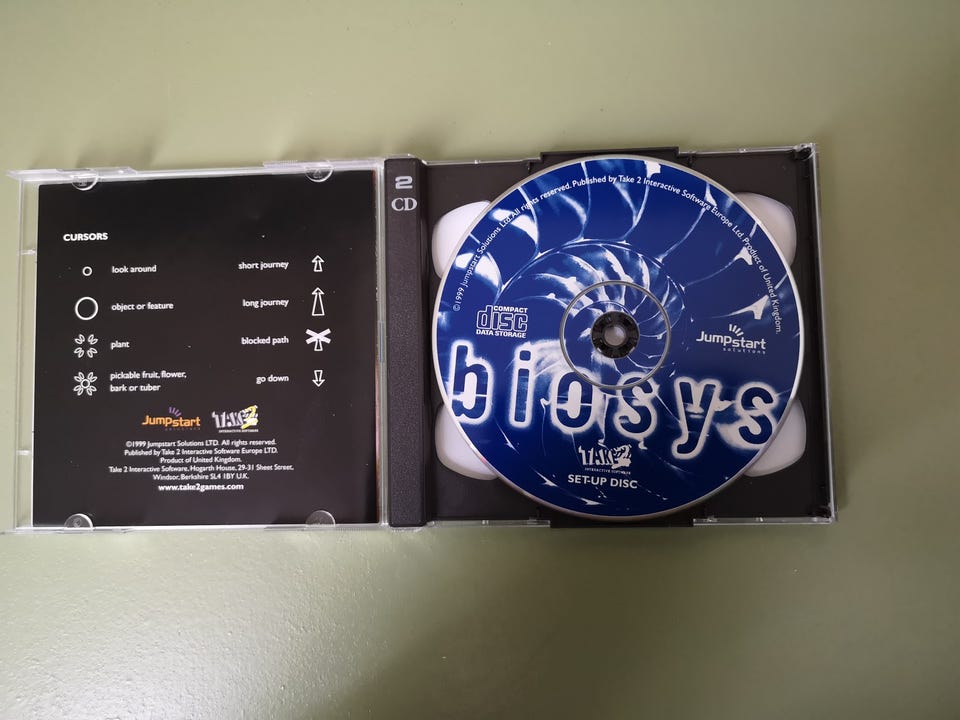 CURSORS
look around
object or feature
plant
pickable fruit, flower,
bark or tuber
short journey
long journey
blocked path
go down
Jumpstart
solutions
TAKE 2
INTERACTIVE SOFTWARE
©1999 Jumpstart Solutions LTD. All rights reserved.
Published by Take 2 Interactive Software Europe LTD.
Product of United Kingdom.
Take 2 Interactive Software, Hogarth House, 29-31 Sheet Street,
Windsor, Berkshire SL4 1BY U.K.
www.take2games.com
2
CD
©1999 Jumpstart Solutions Ltd. All rights reserved. Published by Take 2 Interactive Software Europe Ltd. Product of United Kingdom.
COMPACT
disc
DATA STORAGE
Jumpstart
solutions
biosys
TAKE 2
INTERACTIVE SOFTWARE
SET-UP DISC